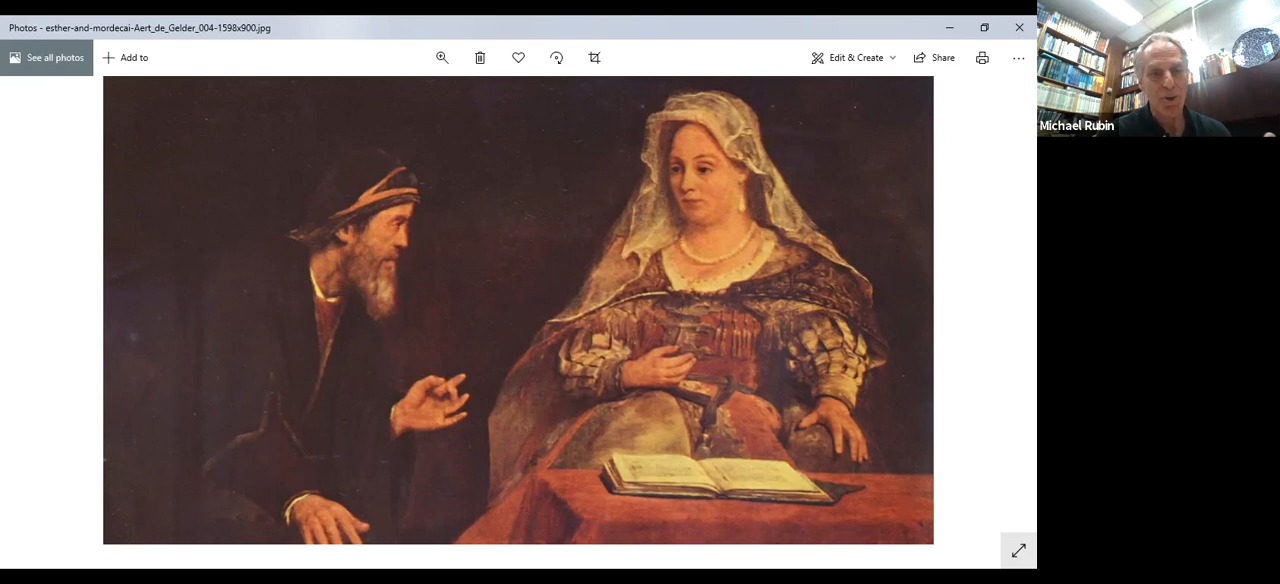 Photos - esther-and-mordecai-Aert_de_Gelder_004-1598x900.jpg
See all photos
Add to
Edit & Create
Share
Michael Rubin